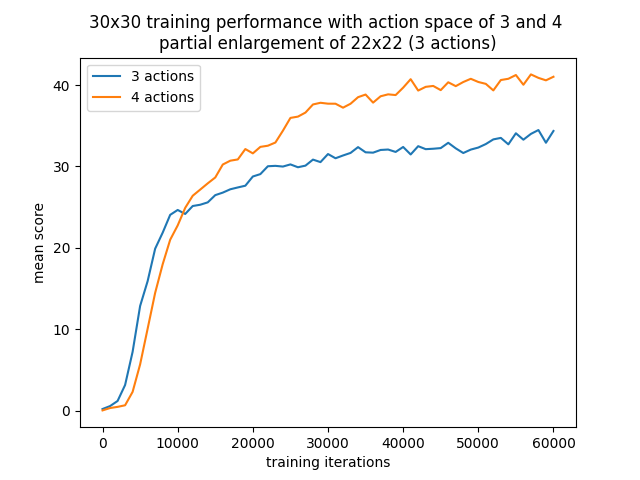 30x30 training performance with action space of 3 and 4
partial enlargement of 22x22 (3 actions)
3 actions
4 actions
40
30
20
10
0
mean score
0 10000 20000 30000 40000 50000 60000
training iterations